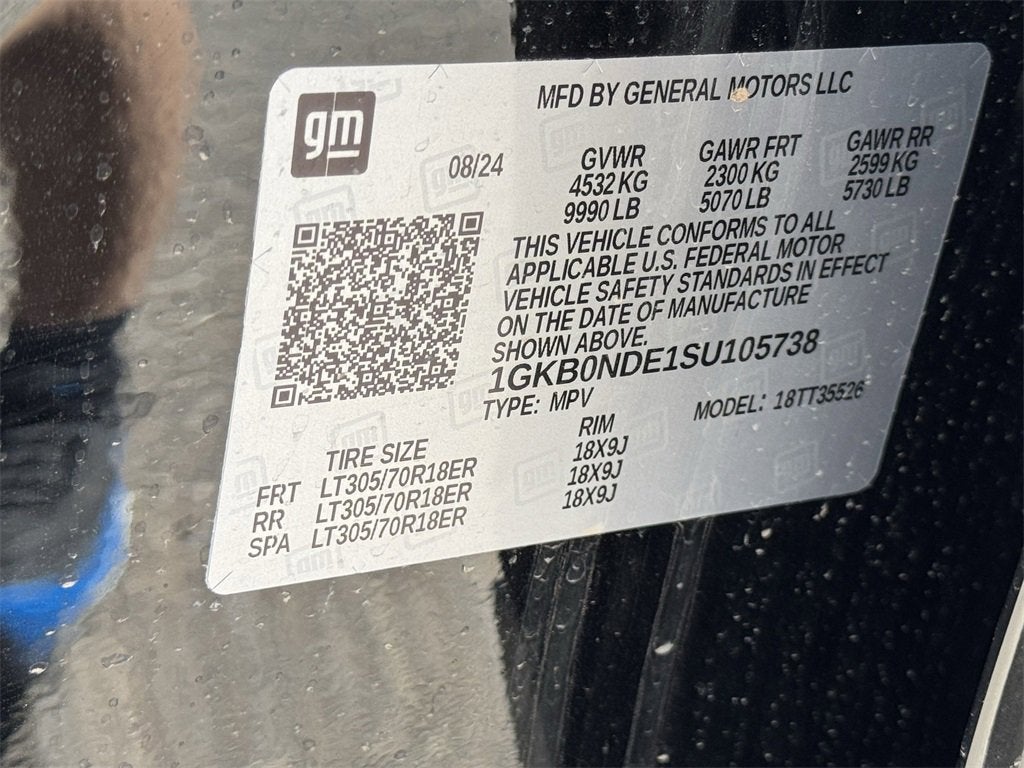 gm
MFD BY GENERAL MOTORS LLC
08/24
GVWR GAWR FRT GAWR RR
4532 KG 2300 KG 2599 KG
9990 LB 5070 LB 5730 LB
THIS VEHICLE CONFORMS TO ALL
APPLICABLE U.S. FEDERAL MOTOR
VEHICLE SAFETY STANDARDS IN EFFECT
ON THE DATE OF MANUFACTURE
SHOWN ABOVE.
1GKB0NDE1SU105738
TYPE: MPV MODEL: 18TT35526
TIRE SIZE RIM
FRT LT305/70R18ER 18X9J
RR LT305/70R18ER 18X9J
SPA LT305/70R18ER 18X9J